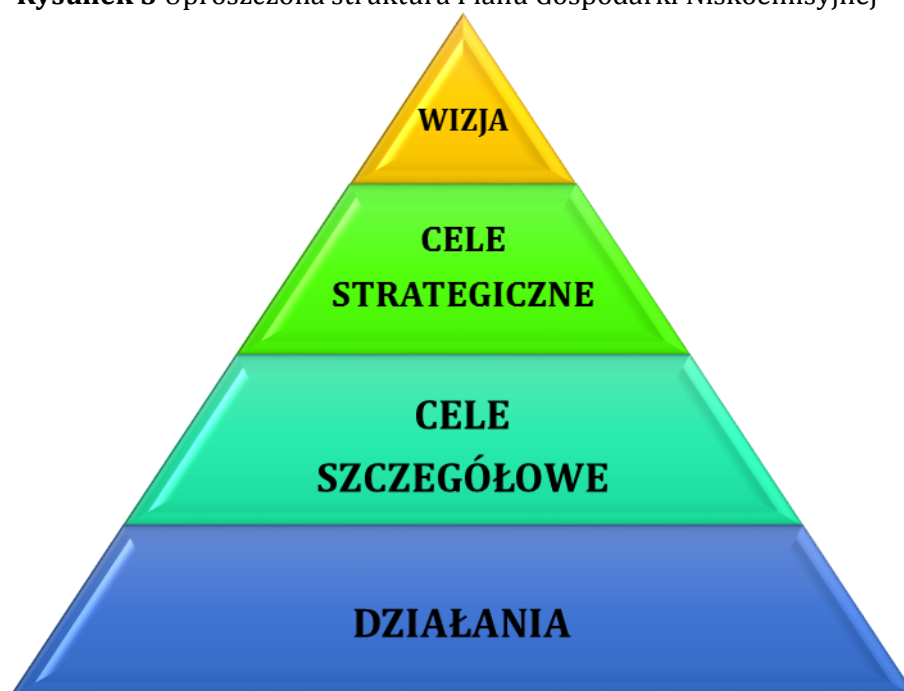 Rysunek 3 Uproszczona struktura Planu Gospodarki Niskoemisyjnej
WIZJA
CELE
STRATEGICZNE
CELE
SZCZEGÓŁOWE
DZIAŁANIA